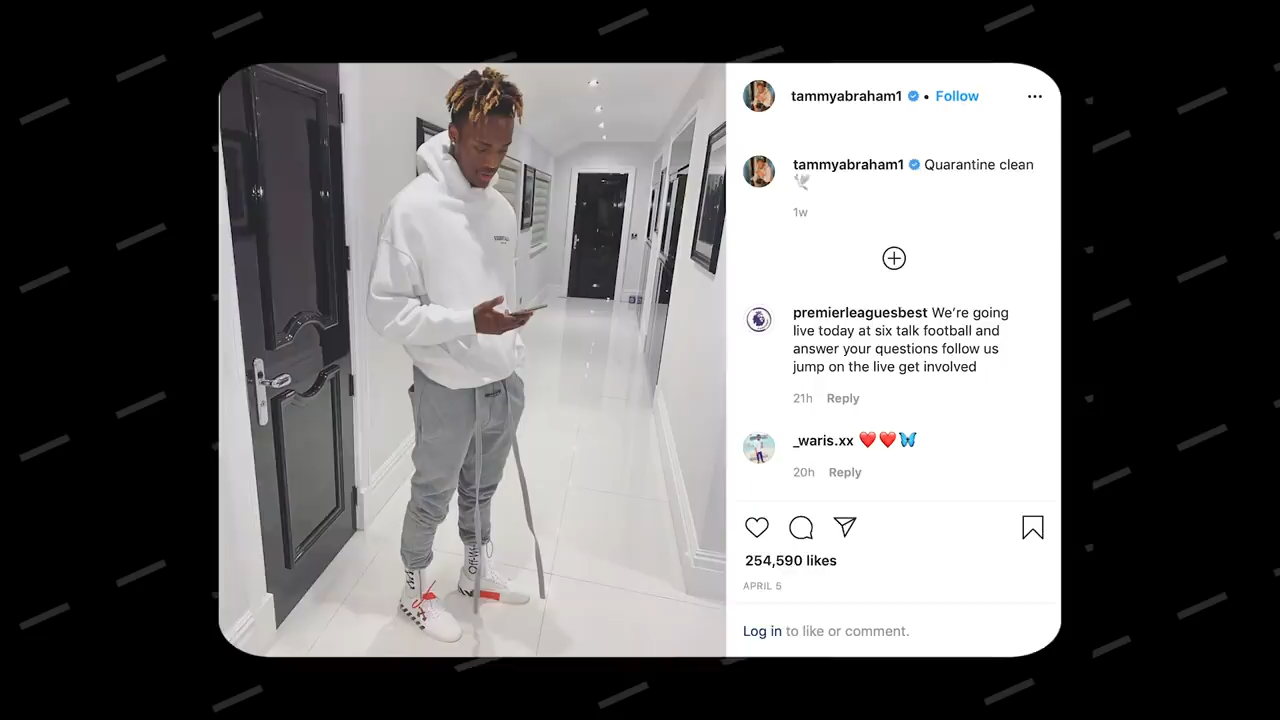 tammyabraham1 • Follow
tammyabraham1 Quarantine clean
1w
premierleaguesbest We're going
live today at six talk football and
answer your questions follow us
jump on the live get involved
21h Reply
_waris.xx ❤️❤️🦋
20h Reply
254,590 likes
APRIL 5
Log in to like or comment.
Off-Wh